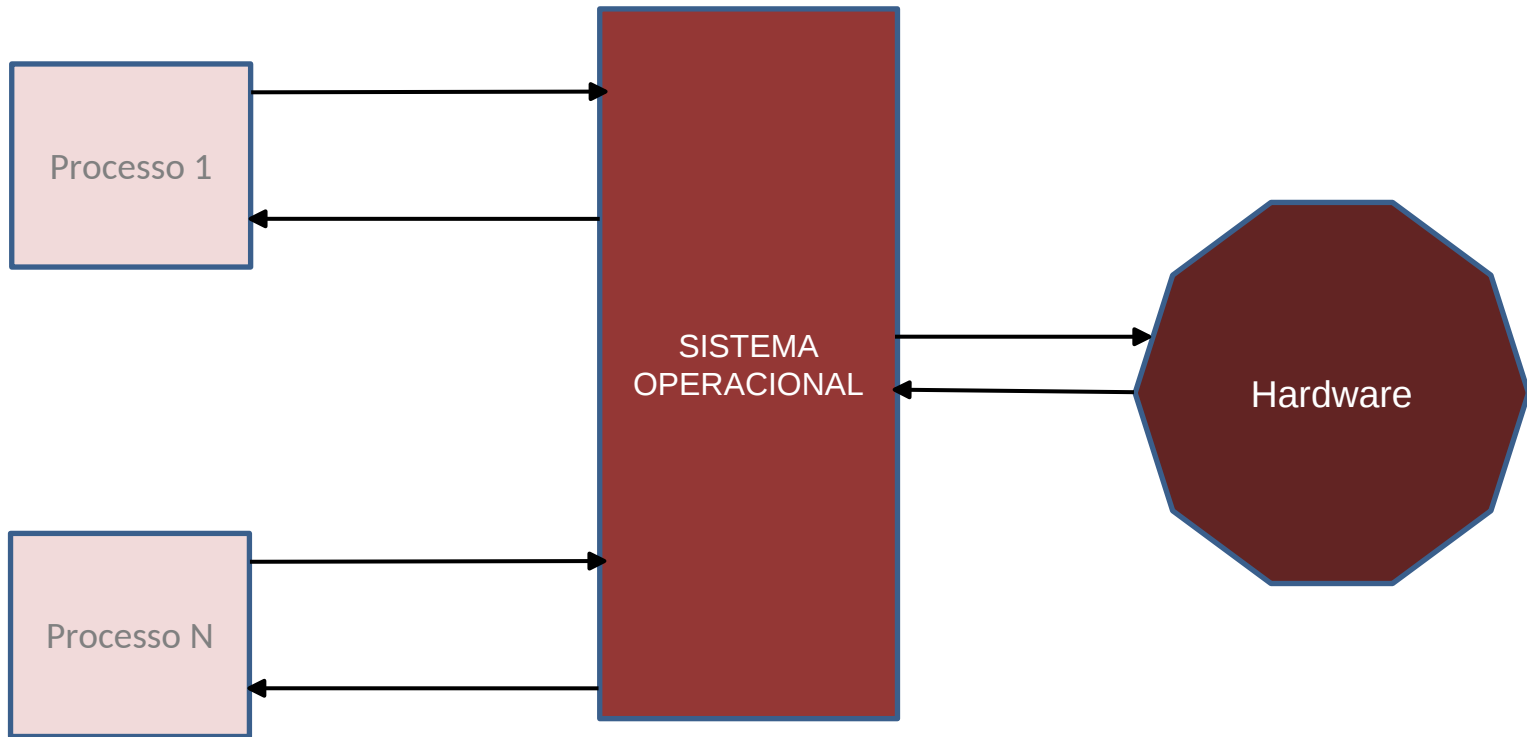 Processo 1
SISTEMA
OPERACIONAL
Hardware
Processo N